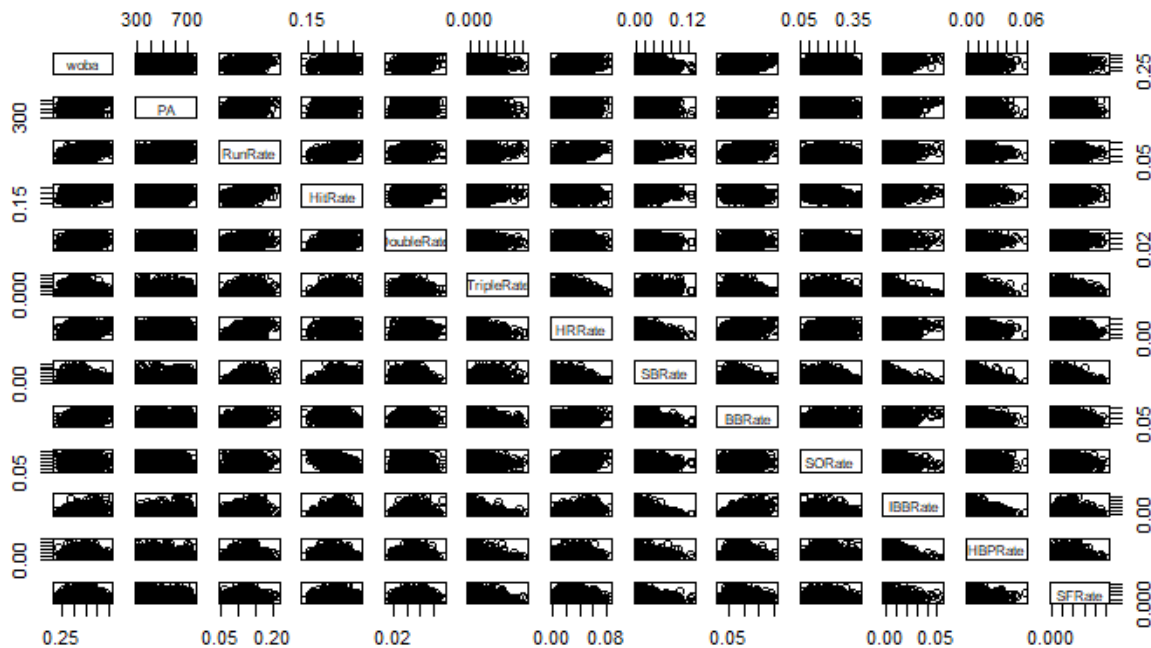 300 700 0.15 0.000 0.00 0.12 0.05 0.35 0.00 0.06
woba 0.25
300 PA
RunRate 0.05
0.15 HitRate
oubleRate 0.02
0.000 TripleRate
HRRate 0.00
0.00 SBRate
BBRate 0.05
0.05 SORate
IBBRate 0.00
0.00 HBPRate
SFRate 0.000
0.25 0.05 0.20 0.02 0.00 0.08 0.05 0.00 0.05 0.000